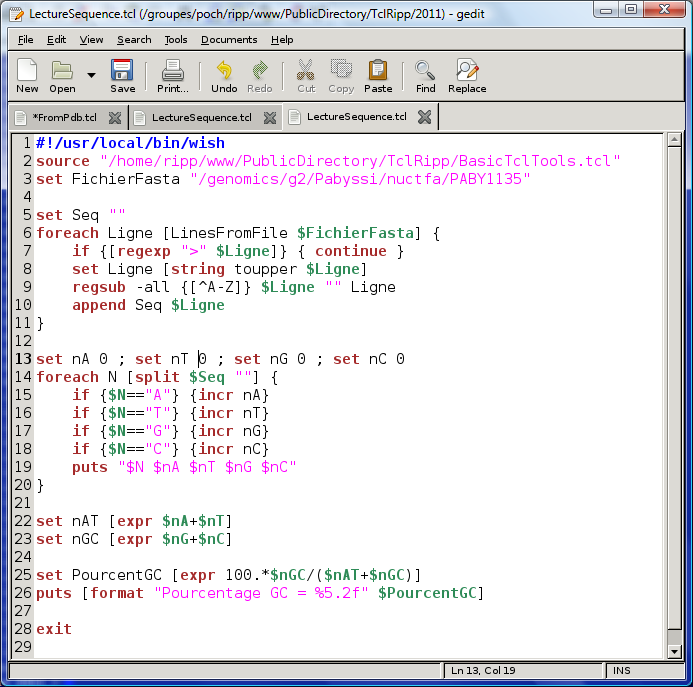 LectureSequence.tcl (/groupes/poch/ripp/www/PublicDirectory/TclRipp/2011) - gedit
File Edit View Search Tools Documents Help
New Open Save Print... Undo Redo Cut Copy Paste Find Replace
*FromPdb.tcl LectureSequence.tcl LectureSequence.tcl
1 #!/usr/local/bin/wish
2 source "/home/ripp/www/PublicDirectory/TclRipp/BasicTclTools.tcl"
3 set FichierFasta "/genomics/g2/Pabyssi/nuctfa/PABY1135"
4
5 set Seq ""
6 foreach Ligne [LinesFromFile $FichierFasta] {
7     if {[regexp ">" $Ligne]} { continue }
8     set Ligne [string toupper $Ligne]
9     regsub -all {[^A-Z]} $Ligne "" Ligne
10     append Seq $Ligne
11 }
12
13 set nA 0 ; set nT 0 ; set nG 0 ; set nC 0
14 foreach N [split $Seq ""] {
15     if {$N=="A"} {incr nA}
16     if {$N=="T"} {incr nT}
17     if {$N=="G"} {incr nG}
18     if {$N=="C"} {incr nC}
19     puts "$N $nA $nT $nG $nC"
20 }
21
22 set nAT [expr $nA+$nT]
23 set nGC [expr $nG+$nC]
24
25 set PourcentGC [expr 100.*$nGC/($nAT+$nGC)]
26 puts [format "Pourcentage GC = %5.2f" $PourcentGC]
27
28 exit
29
Ln 13, Col 19 INS